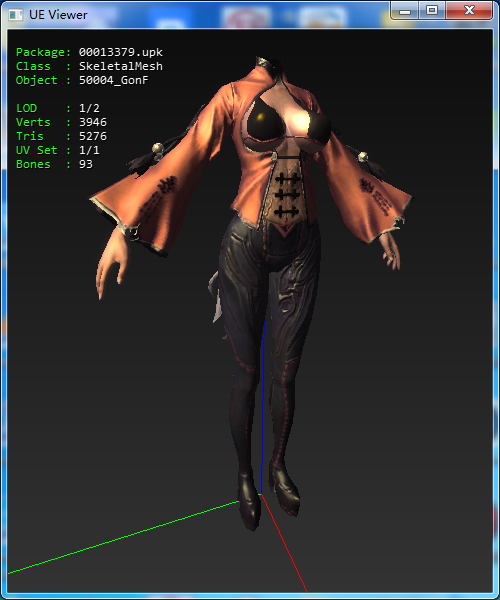 UE Viewer
Package: 00013379.upk
Class : SkeletalMesh
Object : 50004_GonF
LOD : 1/2
Verts : 3946
Tris : 5276
UV Set : 1/1
Bones : 93